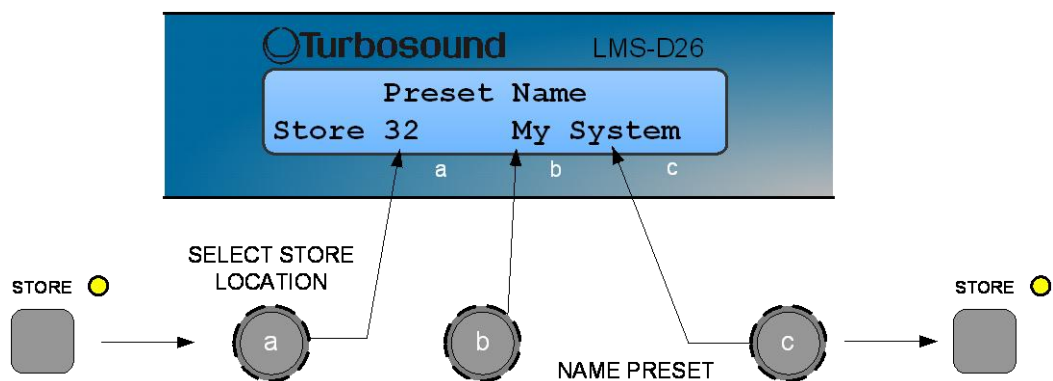 Turbosound LMS-D26
Preset Name
Store 32 My System
a b c
SELECT STORE
LOCATION
STORE
STORE
a
b
c
NAME PRESET